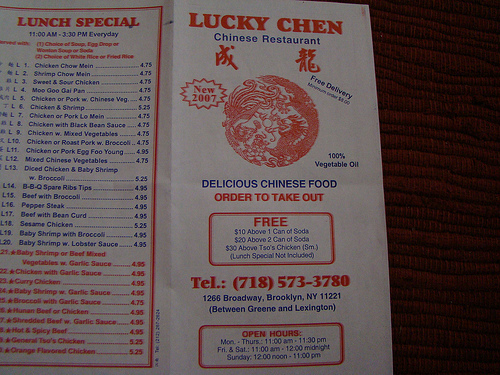 LUNCH SPECIAL
11:00 AM - 3:30 PM Everyday
served with: (1) Choice of Soup, Egg Drop or
Wonton Soup or Soda
(2) Choice of White Rice or Fried Rice
L 1. Chicken Chow Mein 4.75
L 2. Shrimp Chow Mein 4.75
L 3. Sweet & Sour Chicken 4.75
L 4. Moo Goo Gai Pan 4.75
L 5. Chicken or Pork w. Chinese Veg. 4.75
L 6. Chicken & Shrimp 5.25
L 7. Chicken or Pork Lo Mein 4.75
L 8. Chicken with Black Bean Sauce 4.75
L 9. Chicken w. Mixed Vegetables 4.75
L10. Chicken or Roast Pork w. Broccoli 4.75
L11. Chicken or Pork Egg Foo Young 4.95
L12. Mixed Chinese Vegetables 4.75
L13. Diced Chicken & Baby Shrimp
w. Broccoli 5.25
L14. B-B-Q Spare Ribs Tips 4.95
L15. Beef with Broccoli 4.95
L16. Pepper Steak 4.95
L17. Beef with Bean Curd 4.95
L18. Sesame Chicken 5.25
L19. Baby Shrimp with Broccoli 4.95
L20. Baby Shrimp w. Lobster Sauce 4.95
21.★Baby Shrimp or Beef Mixed
Vegetables w. Garlic Sauce 4.95
22.★Chicken with Garlic Sauce 4.95
23.★Curry Chicken 4.95
24.★Baby Shrimp w. Garlic Sauce 4.95
25.★Broccoli with Garlic Sauce 4.75
★Hunan Beef or Chicken 4.95
★Shredded Beef w. Garlic Sauce 4.95
★Hot & Spicy Beef 4.95
★General Tso's Chicken 5.25
★Orange Flavored Chicken 5.25
LUCKY CHEN
Chinese Restaurant
成 龍
New
2007
Free Delivery
100%
Vegetable Oil
DELICIOUS CHINESE FOOD
ORDER TO TAKE OUT
FREE
$10 Above 1 Can of Soda
$20 Above 2 Can of Soda
$30 Above Tso's Chicken (Sm.)
(Lunch Special Not Included)
Tel.: (718) 573-3780
1266 Broadway, Brooklyn, NY 11221
(Between Greene and Lexington)
OPEN HOURS:
Mon. - Thurs.: 11:00 am - 11:30 pm
Fri. & Sat.: 11:00 am - 12:00 midnight
Sunday: 12:00 noon - 11:00 pm